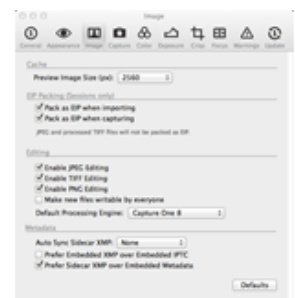 Image
General Appearance Image Capture Color Exposure Crop Focus Warnings Update
Cache
Preview Image Size (px): 2560
EIP Packing (Sessions only)
Pack as EIP when importing
Pack as EIP when capturing
JPEG and processed TIFF files will not be packed as EIP.
Editing
Enable JPEG Editing
Enable TIFF Editing
Enable PNG Editing
Make new files writable by everyone
Default Processing Engine: Capture One 8
Metadata
Auto Sync Sidecar XMP: None
Prefer Embedded XMP over Embedded IPTC
Prefer Sidecar XMP over Embedded Metadata
Defaults